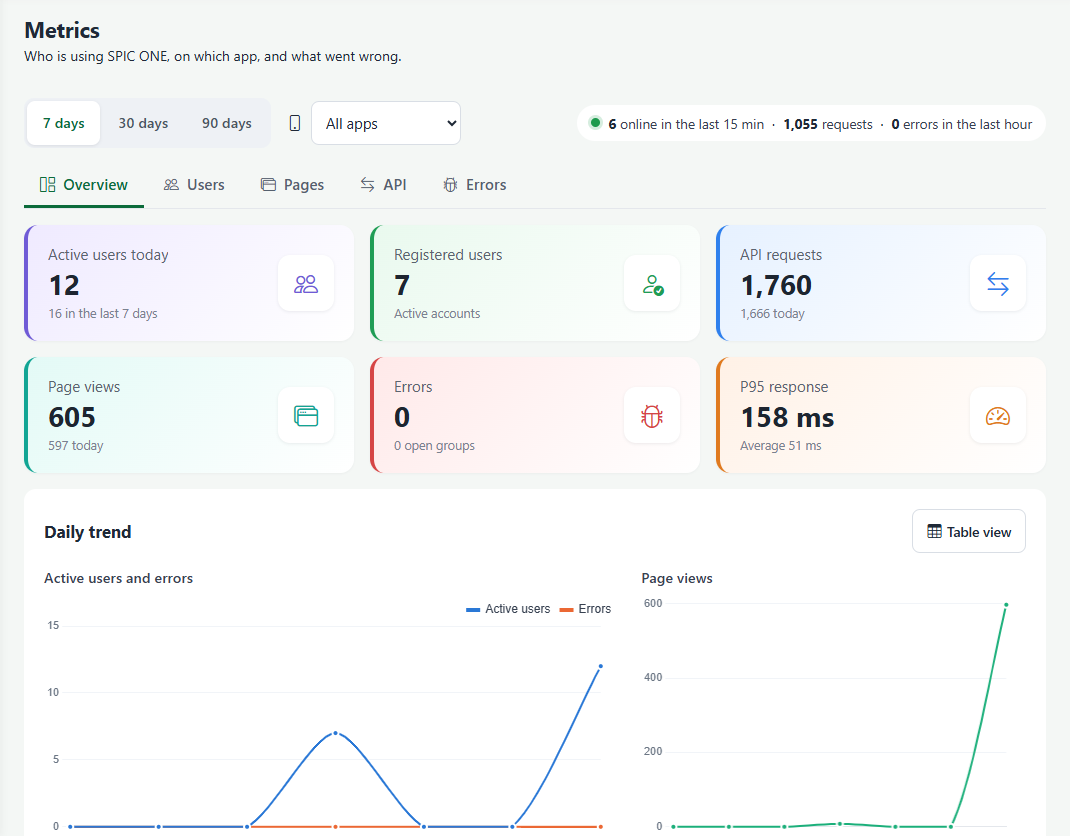 Metrics
Who is using SPIC ONE, on which app, and what went wrong.
7 days 30 days 90 days All apps 6 online in the last 15 min · 1,055 requests · 0 errors in the last hour
Overview Users Pages API Errors
Active users today
12
16 in the last 7 days
Registered users
7
Active accounts
API requests
1,760
1,666 today
Page views
605
597 today
Errors
0
0 open groups
P95 response
158 ms
Average 51 ms
Daily trend
Table view
Active users and errors
Active users Errors
15
10
5
0
Page views
600
400
200
0